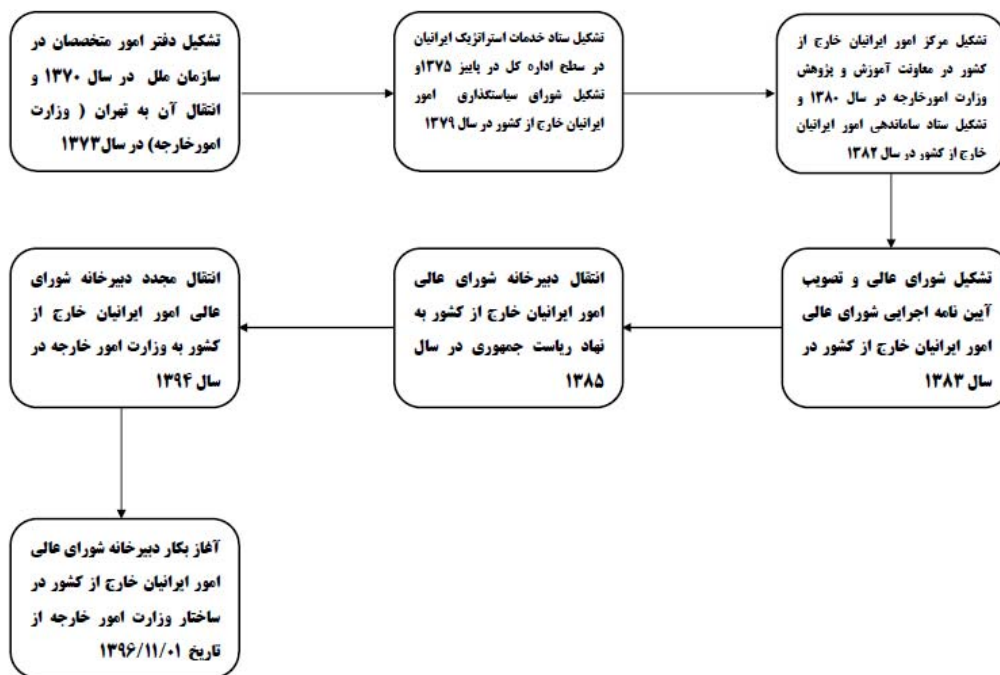 تشکیل دفتر امور متخصصان در
سازمان ملل در سال ۱۳۷۰ و
انتقال آن به تهران ( وزارت
امورخارجه) در سال۱۳۷۳
تشکیل ستاد خدمات استراتژیک ایرانیان
در سطح اداره کل در پاییز ۱۳۷۵و
تشکیل شورای سیاستگذاری امور
ایرانیان خارج از کشور در سال ۱۳۷۹
تشکیل مرکز امور ایرانیان خارج از
کشور در معاونت آموزش و پژوهش
وزارت امورخارجه در سال ۱۳۸۰ و
تشکیل ستاد ساماندهی امور ایرانیان
خارج از کشور در سال ۱۳۸۲
تشکیل شورای عالی و تصویب
آیین نامه اجرایی شورای عالی
امور ایرانیان خارج از کشور در
سال ۱۳۸۳
انتقال دبیرخانه شورای عالی
امور ایرانیان خارج از کشور به
نهاد ریاست جمهوری در سال
۱۳۸۵
انتقال مجدد دبیرخانه شورای
عالی امور ایرانیان خارج از
کشور به وزارت امور خارجه در
سال ۱۳۹۴
آغاز بکار دبیرخانه شورای عالی
امور ایرانیان خارج از کشور در
ساختار وزارت امور خارجه از
تاریخ ۱۳۹۶/۱۱/۰۱